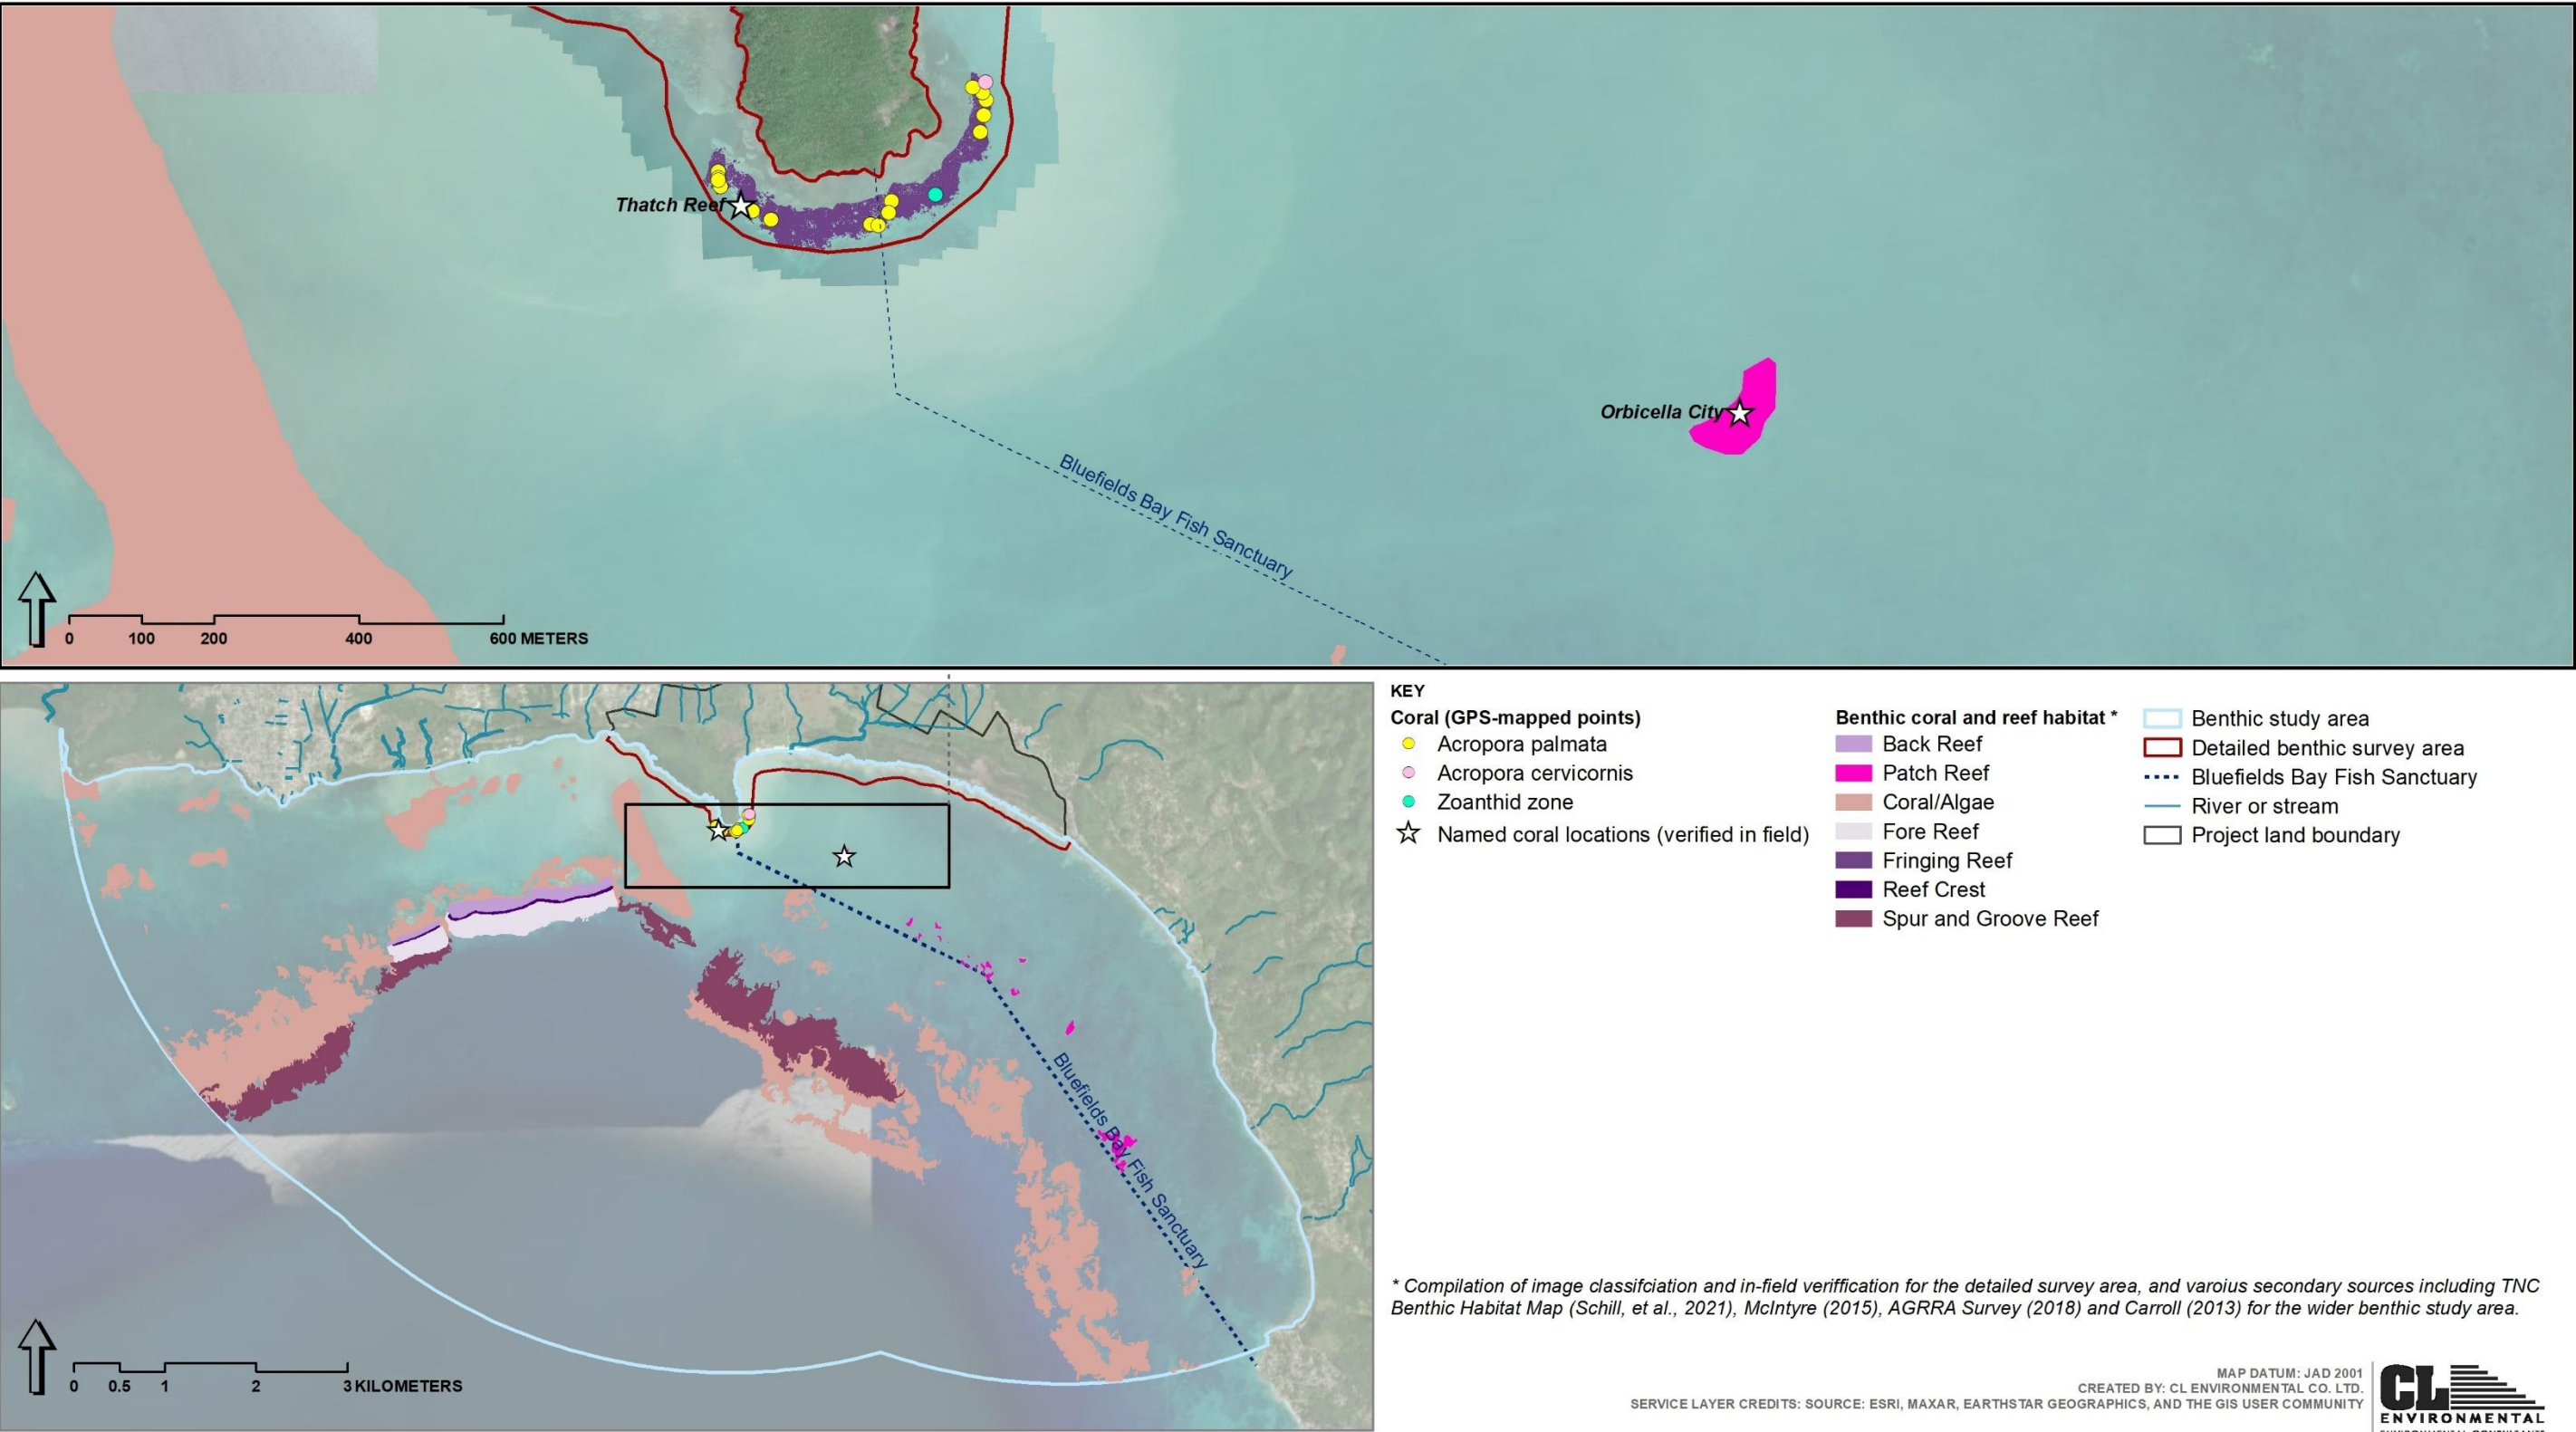 Thatch Reef
Orbicella City
Bluefields Bay Fish Sanctuary
0 100 200 400 600 METERS
Bluefields Bay Fish Sanctuary
0 0.5 1 2 3 KILOMETERS
KEY
Coral (GPS-mapped points)
Acropora palmata
Acropora cervicornis
Zoanthid zone
Named coral locations (verified in field)
Benthic coral and reef habitat *
Back Reef
Patch Reef
Coral/Algae
Fore Reef
Fringing Reef
Reef Crest
Spur and Groove Reef
Benthic study area
Detailed benthic survey area
Bluefields Bay Fish Sanctuary
River or stream
Project land boundary
* Compilation of image classifciation and in-field veriffication for the detailed survey area, and varoius secondary sources including TNC
Benthic Habitat Map (Schill, et al., 2021), McIntyre (2015), AGRRA Survey (2018) and Carroll (2013) for the wider benthic study area.
MAP DATUM: JAD 2001
CREATED BY: CL ENVIRONMENTAL CO. LTD.
SERVICE LAYER CREDITS: SOURCE: ESRI, MAXAR, EARTHSTAR GEOGRAPHICS, AND THE GIS USER COMMUNITY
CL
ENVIRONMENTAL